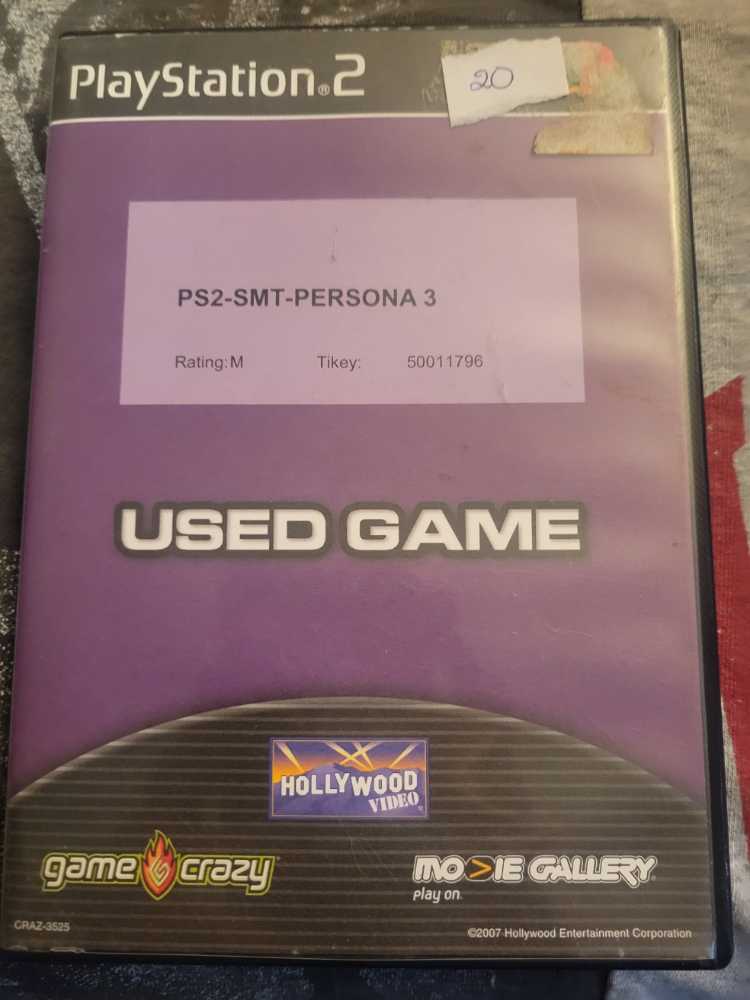 PlayStation®2
20
PS2-SMT-PERSONA 3
Rating: M Tikey: 50011796
USED GAME
HOLLYWOOD
VIDEO®
game crazy
MOVIE GALLERY
play on.
CRAZ-3525
©2007 Hollywood Entertainment Corporation